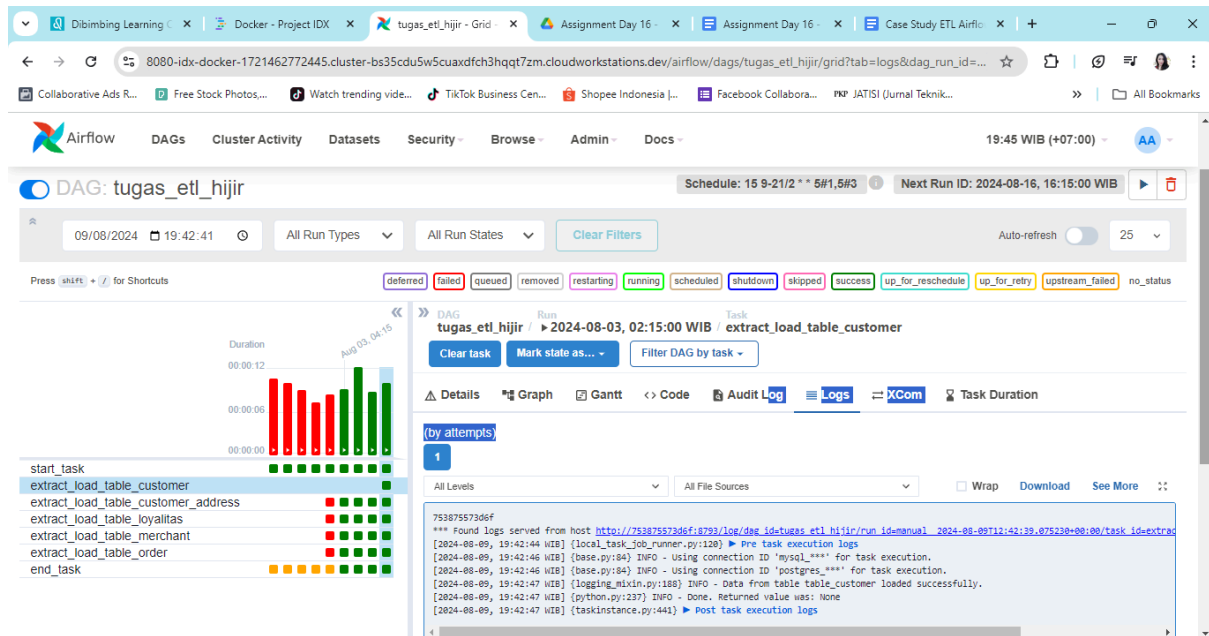 Dibimbing Learning C
Docker - Project IDX
tugas_etl_hijir - Grid -
Assignment Day 16 -
Assignment Day 16 -
Case Study ETL Airflo
8080-idx-docker-1721462772445.cluster-bs35cdu5w5cuaxdfch3hqqt7zm.cloudworkstations.dev/airflow/dags/tugas_etl_hijir/grid?tab=logs&dag_run_id=...
Collaborative Ads R...
Free Stock Photos,...
Watch trending vide...
TikTok Business Cen...
Shopee Indonesia |...
Facebook Collabora...
PKP JATISI (Jurnal Teknik...
»
All Bookmarks
Airflow
DAGs
Cluster Activity
Datasets
Security
Browse
Admin
Docs
19:45 WIB (+07:00)
AA
DAG: tugas_etl_hijir
Schedule: 15 9-21/2 * * 5#1,5#3
Next Run ID: 2024-08-16, 16:15:00 WIB
09/08/2024 19:42:41
All Run Types
All Run States
Clear Filters
Auto-refresh
25
Press shift + / for Shortcuts
deferred
failed
queued
removed
restarting
running
scheduled
shutdown
skipped
success
up_for_reschedule
up_for_retry
upstream_failed
no_status
Duration
Aug 03, 04:15
00:00:12
00:00:06
00:00:00
start_task
extract_load_table_customer
extract_load_table_customer_address
extract_load_table_loyalitas
extract_load_table_merchant
extract_load_table_order
end_task
DAG
Run
Task
tugas_etl_hijir / 2024-08-03, 02:15:00 WIB / extract_load_table_customer
Clear task
Mark state as...
Filter DAG by task
Details
Graph
Gantt
<> Code
Audit Log
Logs
XCom
Task Duration
(by attempts)
1
All Levels
All File Sources
Wrap
Download
See More
753875573d6f
*** Found logs served from host http://753875573d6f:8793/log/dag_id=tugas_etl_hijir/run_id=manual__2024-08-09T12:42:39.075230+00:00/task_id=extrac
[2024-08-09, 19:42:44 WIB] {local_task_job_runner.py:120} ▶ Pre task execution logs
[2024-08-09, 19:42:46 WIB] {base.py:84} INFO - Using connection ID 'mysql_***' for task execution.
[2024-08-09, 19:42:46 WIB] {base.py:84} INFO - Using connection ID 'postgres_***' for task execution.
[2024-08-09, 19:42:47 WIB] {logging_mixin.py:188} INFO - Data from table table_customer loaded successfully.
[2024-08-09, 19:42:47 WIB] {python.py:237} INFO - Done. Returned value was: None
[2024-08-09, 19:42:47 WIB] {taskinstance.py:441} ▶ Post task execution logs